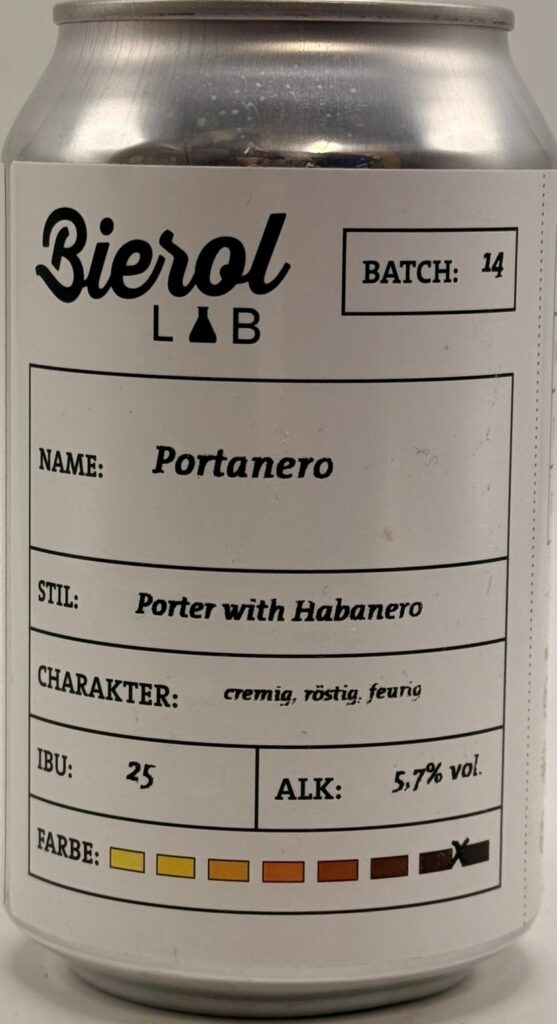 Bierol
LAB
BATCH: 14
NAME: Portanero
STIL: Porter with Habanero
CHARAKTER: cremig, röstig, feurig
IBU: 25
ALK: 5,7% vol.
FARBE: X